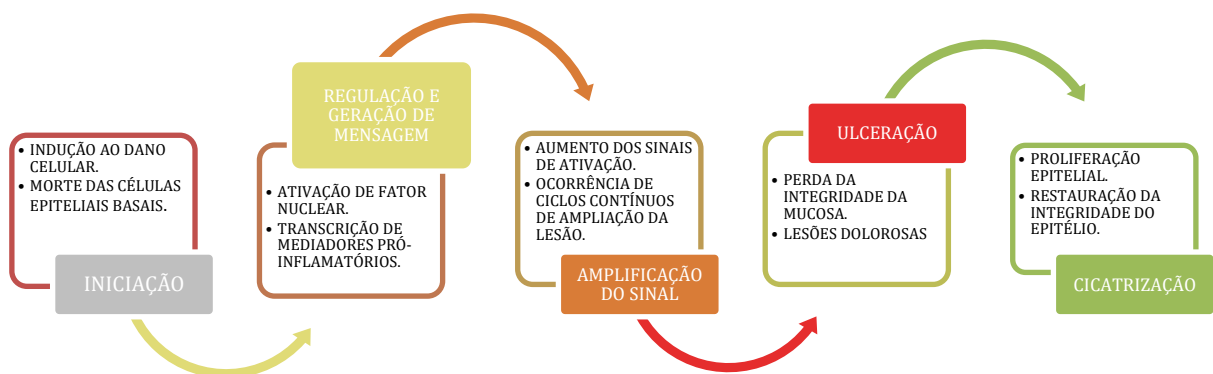 • INDUÇÃO AO DANO
CELULAR.
• MORTE DAS CÉLULAS
EPITELIAIS BASAIS.
INICIAÇÃO
REGULAÇÃO E
GERAÇÃO DE
MENSAGEM
• ATIVAÇÃO DE FATOR
NUCLEAR.
• TRANSCRIÇÃO DE
MEDIADORES PRÓ-
INFLAMATÓRIOS.
• AUMENTO DOS SINAIS
DE ATIVAÇÃO.
• OCORRÊNCIA DE
CICLOS CONTÍNUOS
DE AMPLIAÇÃO DA
LESÃO.
AMPLIFICAÇÃO
DO SINAL
ULCERAÇÃO
• PERDA DA
INTEGRIDADE DA
MUCOSA.
• LESÕES DOLOROSAS
• PROLIFERAÇÃO
EPITELIAL.
• RESTAURAÇÃO DA
INTEGRIDADE DO
EPITÉLIO.
CICATRIZAÇÃO